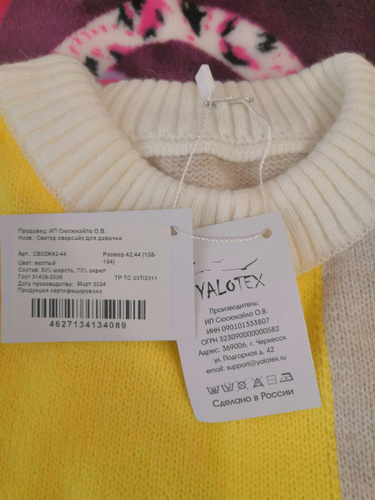 Продавец: ИП Сюсюкайло О.В.
Назв.: Свитер оверсайз для девочки
Арт.: СВ02Ж42-44
Размер:42,44 (158-164)
Цвет: желтый
Состав: 30% шерсть, 70% акрил
Гост 31409-2009
ТР ТС 007/2011
Дата производства: Март 2024
Продукция сертифицирована
4627134134089
YALOTEX
Производитель:
ИП Сюсюкайло О.В.
ИНН 090101333807
ОГРН 323090000000582
Адрес: 369006, г. Черкесск
ул. Подгорная д. 42
email: support@yalotex.ru
Сделано в России